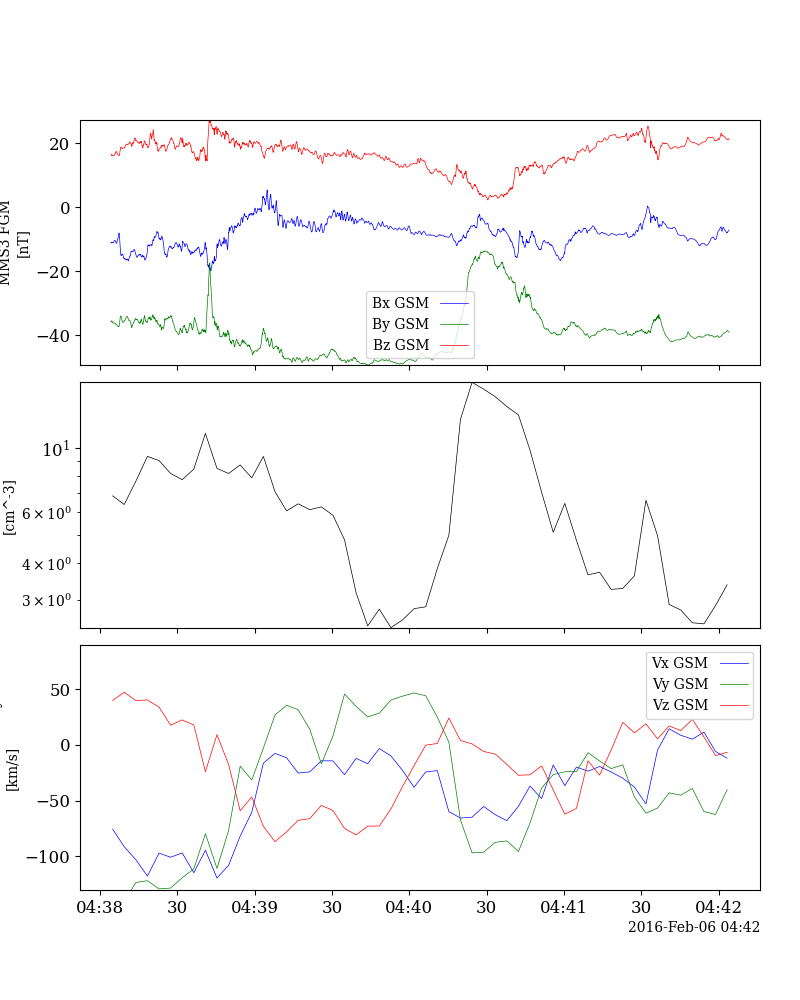 20
0
−20
−40
MMS3 FGM
[nT]
Bx GSM
By GSM
Bz GSM
10¹
6 × 10⁰
4 × 10⁰
3 × 10⁰
[cm^-3]
50
0
−50
−100
[km/s]
Vx GSM
Vy GSM
Vz GSM
04:38 30 04:39 30 04:40 30 04:41 30 04:42
2016-Feb-06 04:42